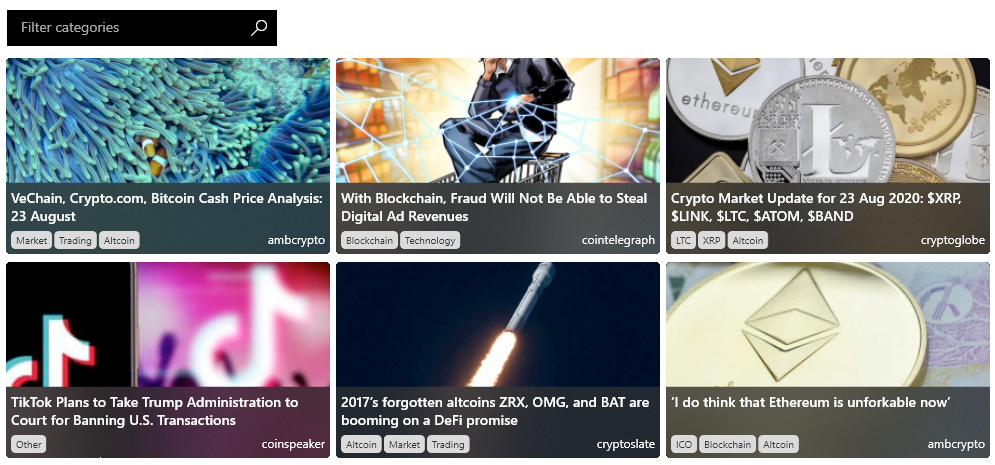 Filter categories
ethereum
ripple
VeChain, Crypto.com, Bitcoin Cash Price Analysis:
23 August
Market Trading Altcoin
ambcrypto
With Blockchain, Fraud Will Not Be Able to Steal
Digital Ad Revenues
Blockchain Technology
cointelegraph
Crypto Market Update for 23 Aug 2020: $XRP,
$LINK, $LTC, $ATOM, $BAND
LTC XRP Altcoin
cryptoglobe
TikTok Plans to Take Trump Administration to
Court for Banning U.S. Transactions
Other
coinspeaker
2017’s forgotten altcoins ZRX, OMG, and BAT are
booming on a DeFi promise
Altcoin Market Trading
cryptoslate
‘I do think that Ethereum is unforkable now’
ICO Blockchain Altcoin
ambcrypto